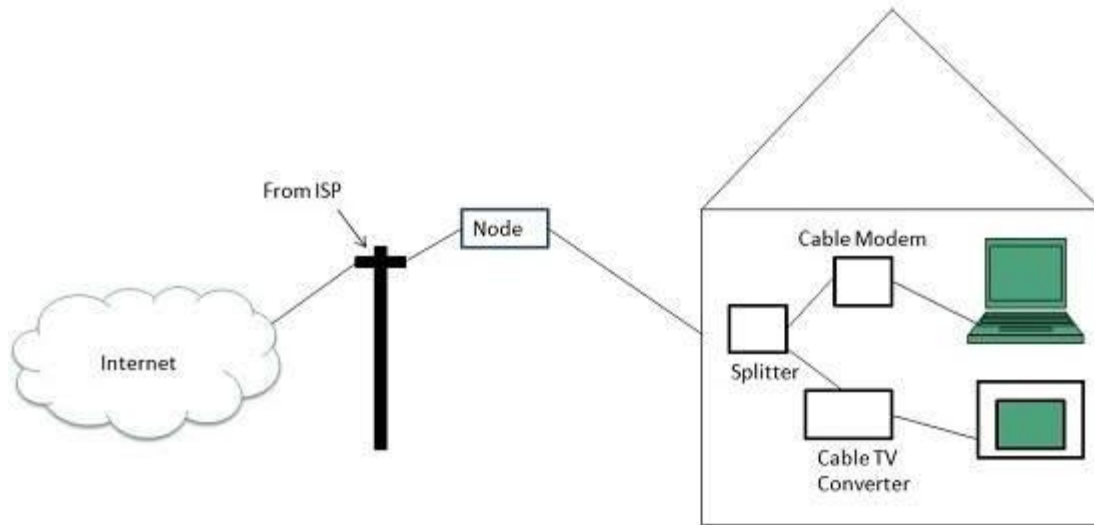 From ISP
Node
Internet
Cable Modem
Splitter
Cable TV
Converter